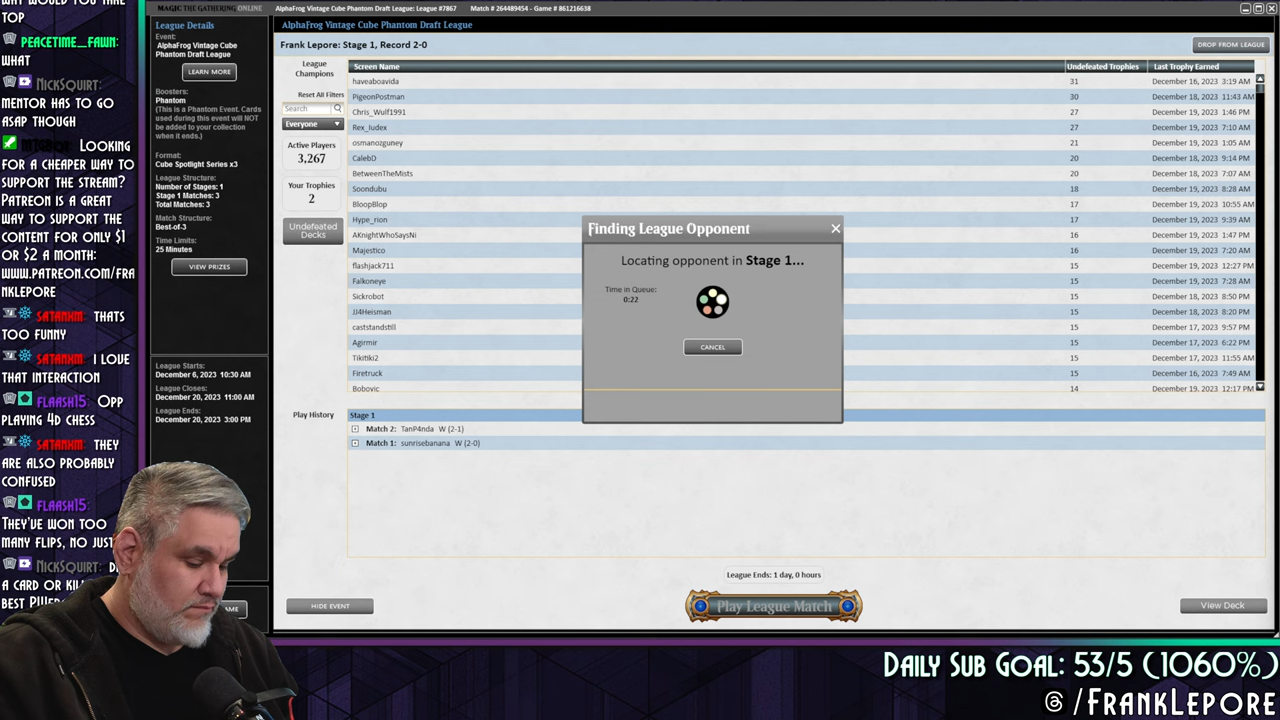 WHY WOULD YOU TAKE
TOP
PEACETIME_FAWN:
WHAT
NICKSQUIRT:
MENTOR HAS TO GO
ASAP THOUGH
LOOKING
FOR A CHEAPER WAY TO
SUPPORT THE STREAM?
PATREON IS A GREAT
WAY TO SUPPORT THE
CONTENT FOR ONLY $1
OR $2 A MONTH:
WWW.PATREON.COM/FRA
NKLEPORE
SATANXM: THATS
TOO FUNNY
SATANXM: I LOVE
THAT INTERACTION
FLAASH15: OPP
PLAYING 4D CHESS
SATANXM: THEY
ARE ALSO PROBABLY
CONFUSED
FLAASH15:
THEY'VE WON TOO
MANY FLIPS, NO JUST
NICKSQUIRT:
A CARD OR
BEST
MAGIC THE GATHERING ONLINE
AlphaFrog Vintage Cube Phantom Draft League: League #7867
Match # 264489454 - Game # 861216638
League Details
Event:
AlphaFrog Vintage Cube
Phantom Draft League
LEARN MORE
Boosters:
Phantom
(This is a Phantom Event. Cards
used during this event will NOT
be added to your collection
when it ends.)
Format:
Cube Spotlight Series x3
League Structure:
Number of Stages: 1
Stage 1 Matches: 3
Total Matches: 3
Match Structure:
Best-of-3
Time Limits:
25 Minutes
VIEW PRIZES
League Starts:
December 6, 2023 10:30 AM
League Closes:
December 20, 2023 11:00 AM
League Ends:
December 20, 2023 3:00 PM
AME
AlphaFrog Vintage Cube Phantom Draft League
Frank Lepore: Stage 1, Record 2-0
DROP FROM LEAGUE
League
Champions
Reset All Filters
Search
Everyone
Active Players
3,267
Your Trophies
2
Undefeated
Decks
Screen Name Undefeated Trophies Last Trophy Earned
haveaboavida 31 December 16, 2023 3:19 AM
PigeonPostman 30 December 18, 2023 11:43 AM
Chris_Wulf1991 27 December 19, 2023 1:46 PM
Rex_Iudex 27 December 19, 2023 7:10 AM
osmanozguney 21 December 19, 2023 1:05 AM
CalebD 20 December 18, 2023 9:14 PM
BetweenTheMists 20 December 18, 2023 7:07 AM
Soondubu 18 December 19, 2023 8:28 AM
BloopBlop 17 December 19, 2023 10:55 AM
Hype_rion 17 December 19, 2023 9:39 AM
AKnightWhoSaysNi 16 December 19, 2023 1:47 PM
Majestico 16 December 19, 2023 7:20 AM
flashjack711 15 December 19, 2023 12:27 PM
Falkoneye 15 December 19, 2023 7:28 AM
Sickrobot 15 December 18, 2023 8:50 PM
JJ4Heisman 15 December 18, 2023 8:20 PM
caststandstill 15 December 17, 2023 9:57 PM
Agirmir 15 December 17, 2023 6:22 PM
Tikitiki2 15 December 17, 2023 11:55 AM
Firetruck 15 December 16, 2023 7:49 AM
Bobovic 14 December 19, 2023 12:17 PM
Finding League Opponent
Locating opponent in Stage 1...
Time in Queue:
0:22
CANCEL
Play History
Stage 1
Match 2: TanP4nda W (2-1)
Match 1: sunrisebanana W (2-0)
League Ends: 1 day, 0 hours
HIDE EVENT
Play League Match
View Deck
DAILY SUB GOAL: 53/5 (1060%)
/FRANKLEPORE